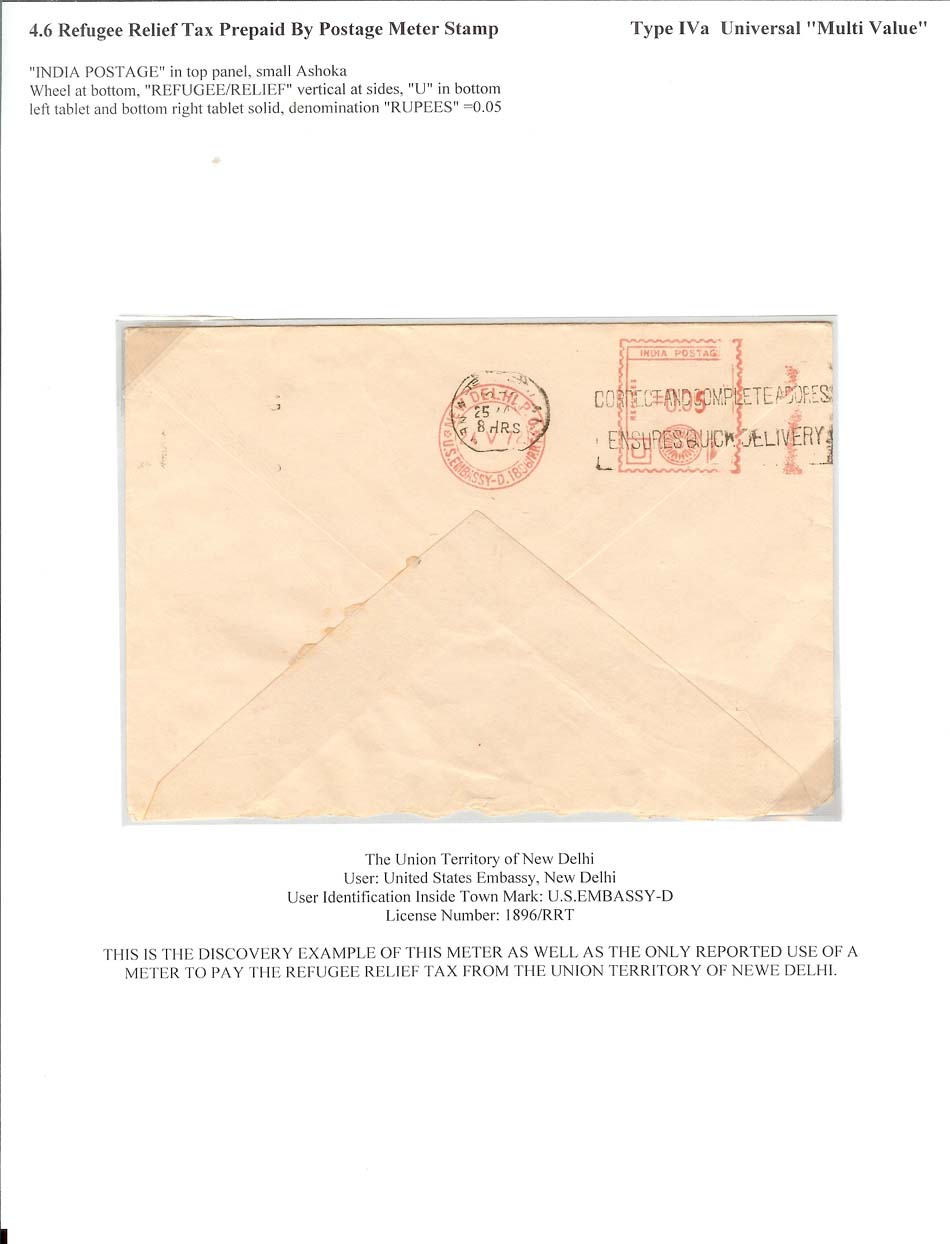 4.6 Refugee Relief Tax Prepaid By Postage Meter Stamp
Type IVa Universal "Multi Value"
"INDIA POSTAGE" in top panel, small Ashoka
Wheel at bottom, "REFUGEE/RELIEF" vertical at sides, "U" in bottom
left tablet and bottom right tablet solid, denomination "RUPEES" =0.05
INDIA POSTAG
0.05
U
CORRECT AND COMPLETE ADDRES
ENSURES QUICK DELIVERY
DELHI
25
8 HRS
U.S.EMBASSY-D.1896/RR
The Union Territory of New Delhi
User: United States Embassy, New Delhi
User Identification Inside Town Mark: U.S.EMBASSY-D
License Number: 1896/RRT
THIS IS THE DISCOVERY EXAMPLE OF THIS METER AS WELL AS THE ONLY REPORTED USE OF A
METER TO PAY THE REFUGEE RELIEF TAX FROM THE UNION TERRITORY OF NEWE DELHI.